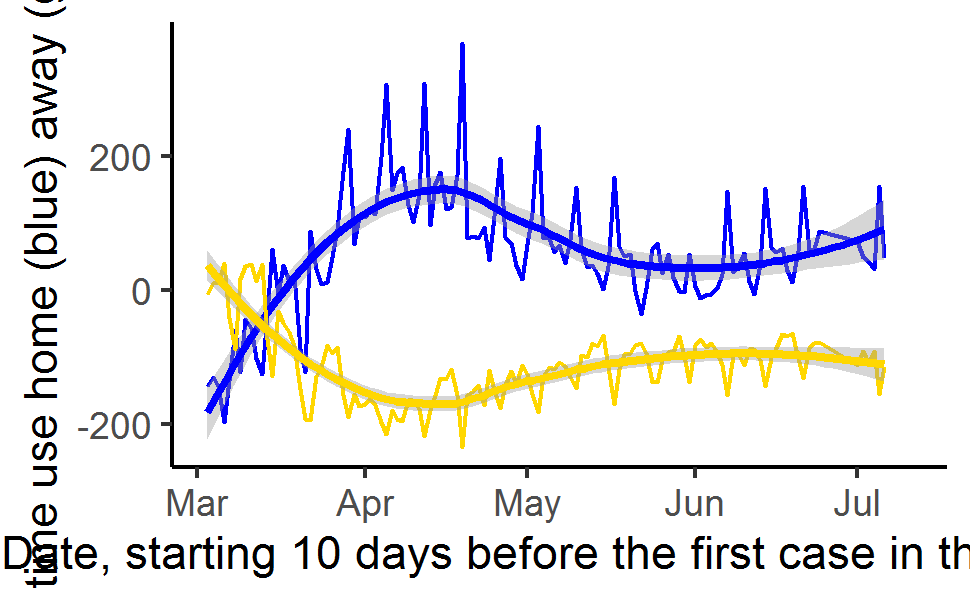 time use home (blue) away (
200
0
-200
Mar Apr May Jun Jul
Date, starting 10 days before the first case in th